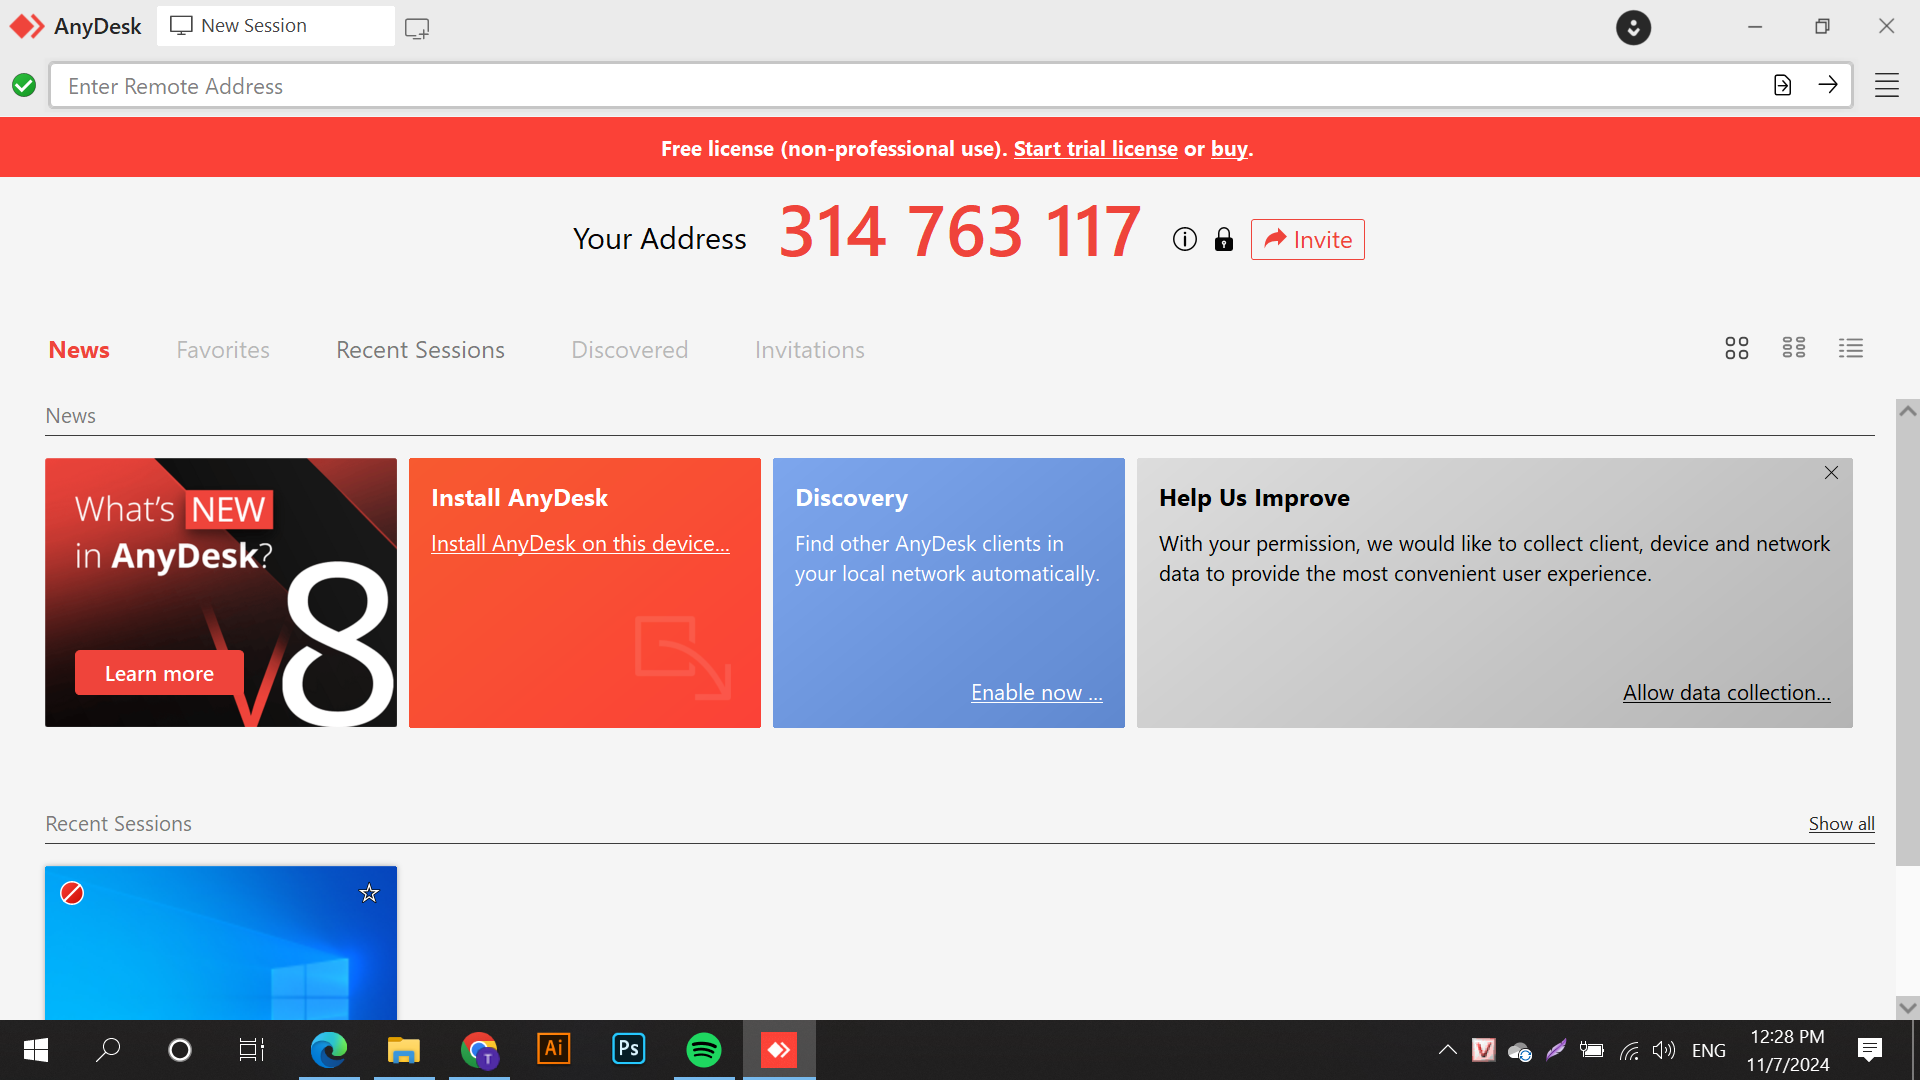 AnyDesk
New Session
Enter Remote Address
Free license (non-professional use). Start trial license or buy.
Your Address 314 763 117 Invite
News Favorites Recent Sessions Discovered Invitations
News
What's NEW
in AnyDesk?
V8
Learn more
Install AnyDesk
Install AnyDesk on this device...
Discovery
Find other AnyDesk clients in
your local network automatically.
Enable now ...
Help Us Improve
With your permission, we would like to collect client, device and network
data to provide the most convenient user experience.
Allow data collection...
Recent Sessions Show all
T
Ai
Ps
V
ENG
12:28 PM
11/7/2024